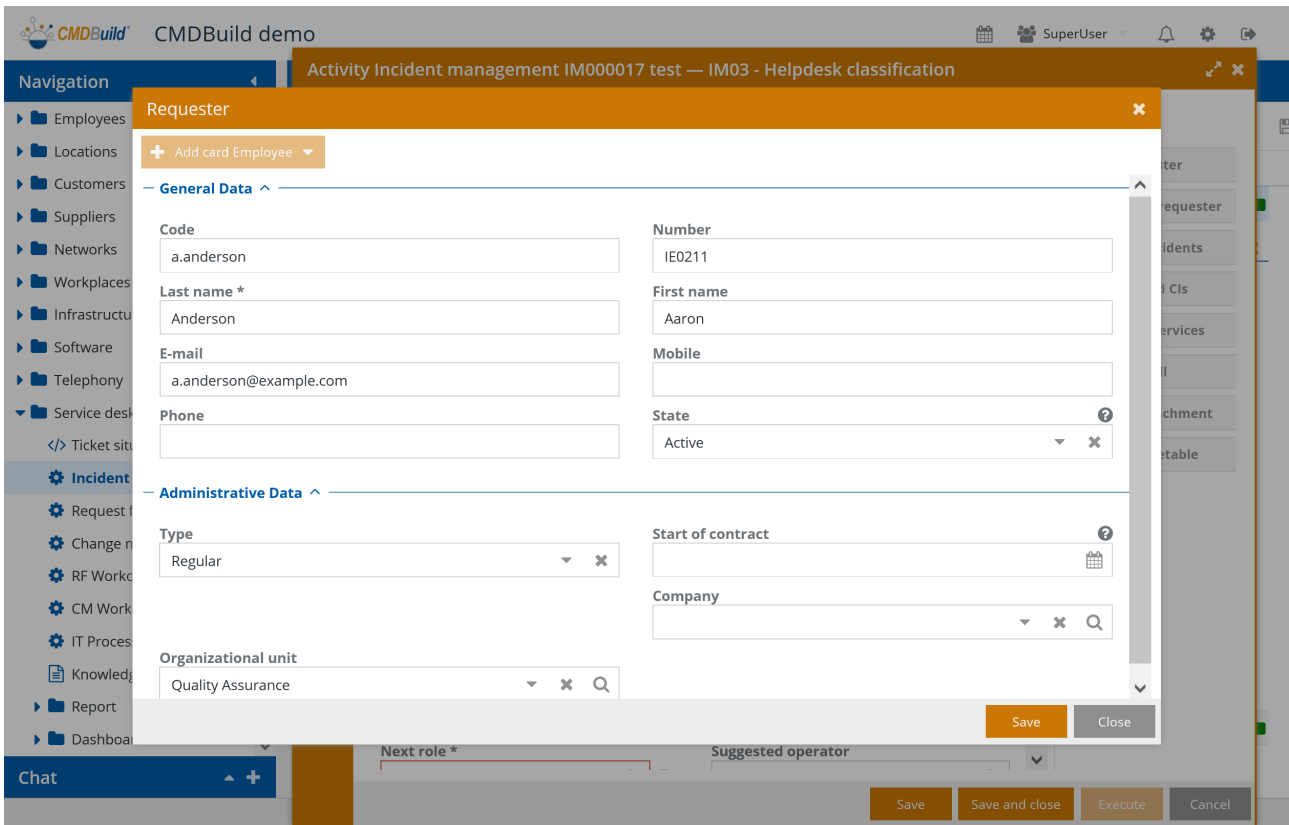 CMDBuild CMDBuild demo SuperUser
Navigation
Activity Incident management IM000017 test — IM03 - Helpdesk classification
Employees
Locations
Customers
Suppliers
Networks
Workplaces
Infrastructu
Software
Telephony
Service desk
Ticket situ
Incident
Request f
Change n
RF Worko
CM Work
IT Proces
Knowledg
Report
Dashboa
Chat
Requester
Add card Employee
General Data
Code Number
a.anderson IE0211
Last name * First name
Anderson Aaron
E-mail Mobile
a.anderson@example.com
Phone State
Active
Administrative Data
Type Start of contract
Regular
Company
Organizational unit
Quality Assurance
Save Close
ster
requester
idents
d CIs
ervices
ll
chment
etable
Next role * Suggested operator
Save Save and close Execute Cancel